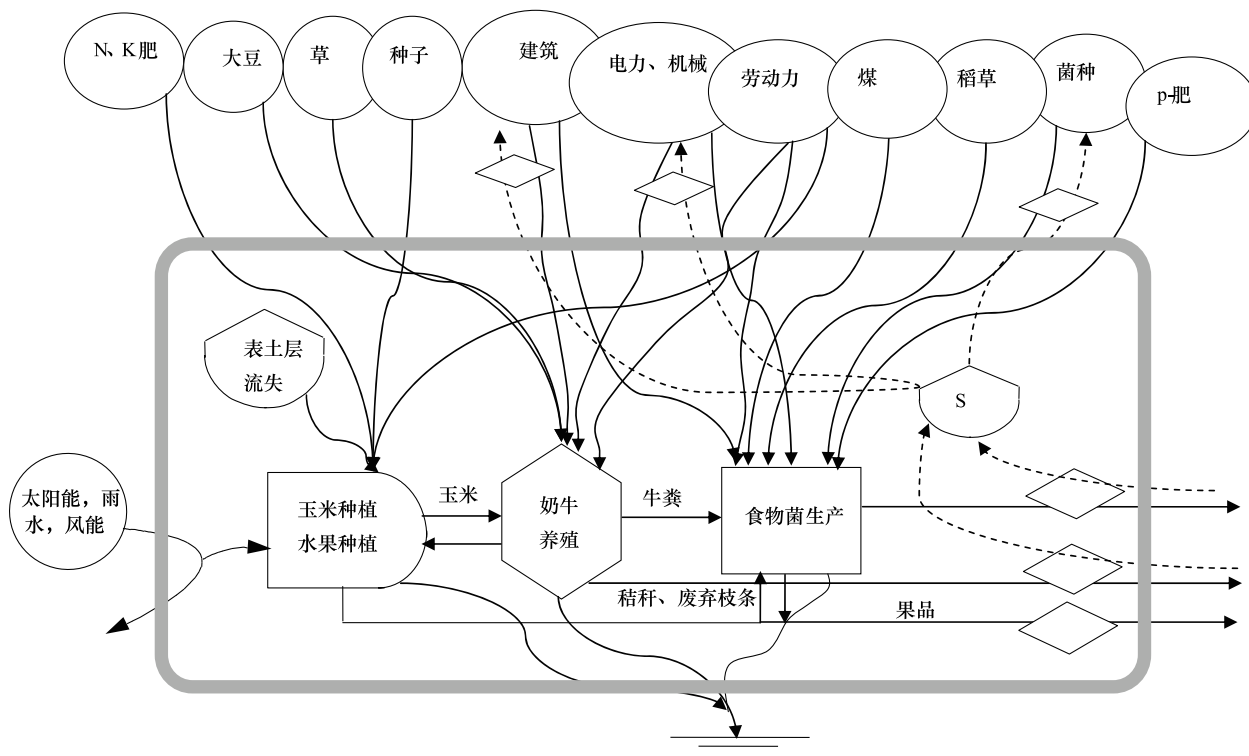 N、K肥
大豆
草
种子
建筑
电力、机械
劳动力
煤
稻草
菌种
p-肥
表土层
流失
S
太阳能，雨
水，风能
玉米种植
水果种植
玉米
奶牛
养殖
牛粪
食物菌生产
秸秆、废弃枝条
果品